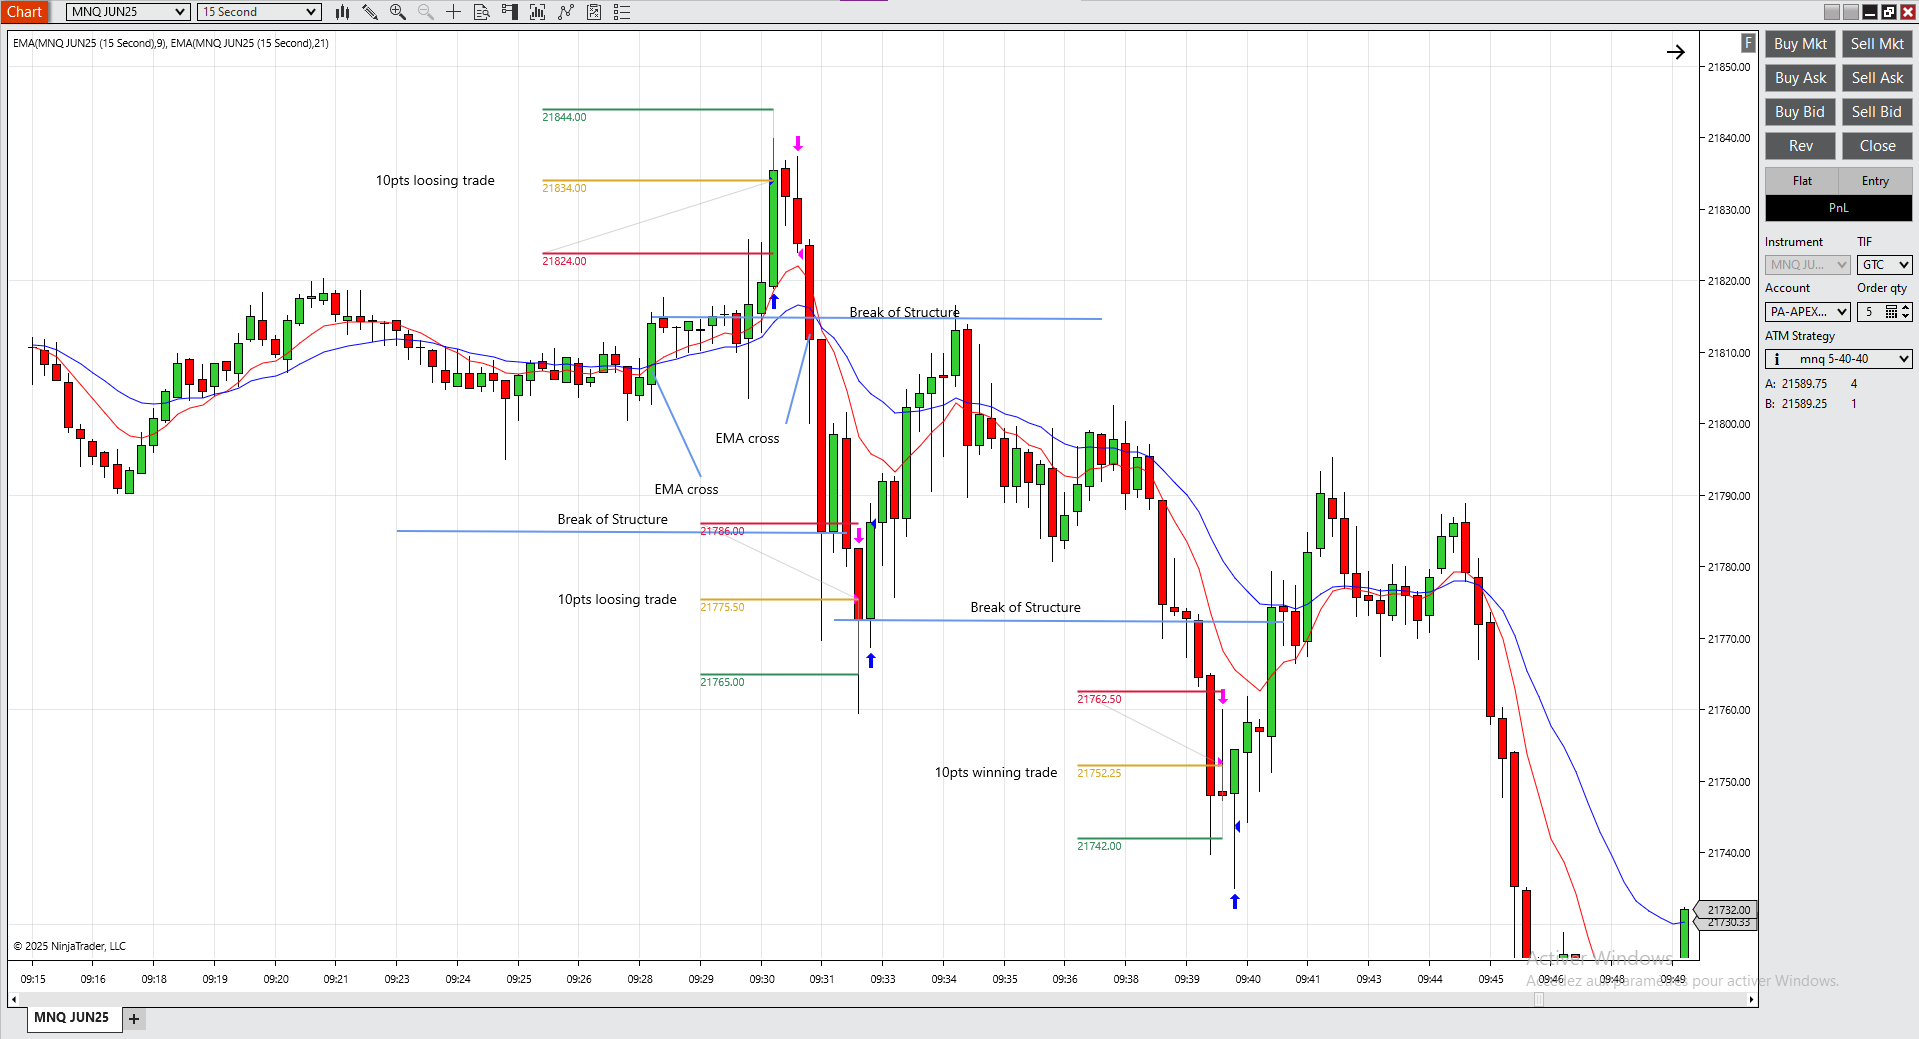 Chart MNQ JUN25 15 Second
EMA(MNQ JUN25 (15 Second),9), EMA(MNQ JUN25 (15 Second),21)
F
21850.00
21840.00
21830.00
21820.00
21810.00
21800.00
21790.00
21780.00
21770.00
21760.00
21750.00
21740.00
21732.00
21730.33
21844.00
10pts loosing trade
21834.00
21824.00
Break of Structure
EMA cross
EMA cross
Break of Structure
21786.00
10pts loosing trade
21775.50
21765.00
Break of Structure
21762.50
10pts winning trade
21752.25
21742.00
© 2025 NinjaTrader, LLC
09:15 09:16 09:18 09:19 09:20 09:21 09:23 09:24 09:25 09:26 09:28 09:29 09:30 09:31 09:33 09:34 09:35 09:36 09:38 09:39 09:40 09:41 09:43 09:44 09:45 09:46 09:48 09:49
MNQ JUN25 +
Buy Mkt Sell Mkt
Buy Ask Sell Ask
Buy Bid Sell Bid
Rev Close
Flat Entry
PnL
Instrument TIF
MNQ JU... GTC
Account Order qty
PA-APEX... 5
ATM Strategy
mnq 5-40-40
A: 21589.75 4
B: 21589.25 1
Activer Windows
Accédez aux paramètres pour activer Windows.